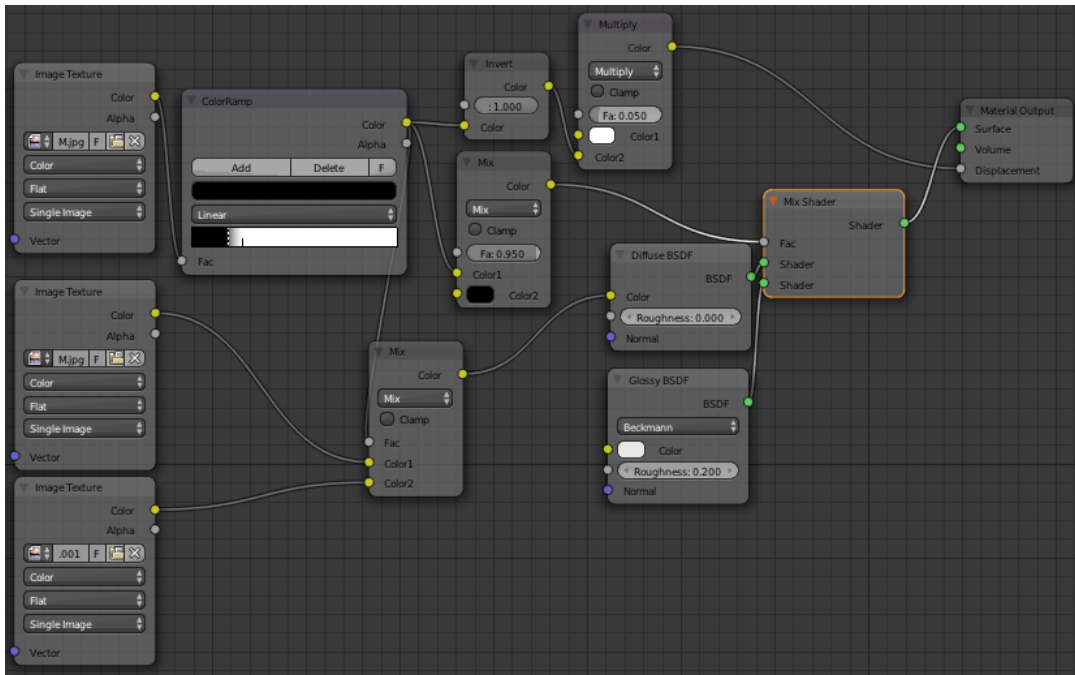 Image Texture
Color
Alpha
M.jpg F
Color
Flat
Single Image
Vector
ColorRamp
Color
Alpha
Add Delete F
Linear
Fac
Invert
Color
: 1.000
Color
Multiply
Color
Multiply
Clamp
Fa: 0.050
Color1
Color2
Mix
Color
Mix
Clamp
Fa: 0.950
Color1
Color2
Material Output
Surface
Volume
Displacement
Mix Shader
Shader
Fac
Shader
Shader
Diffuse BSDF
BSDF
Color
Roughness: 0.000
Normal
Image Texture
Color
Alpha
M.jpg F
Color
Flat
Single Image
Vector
Mix
Color
Mix
Clamp
Fac
Color1
Color2
Glossy BSDF
BSDF
Beckmann
Color
Roughness: 0.200
Normal
Image Texture
Color
Alpha
.001 F
Color
Flat
Single Image
Vector